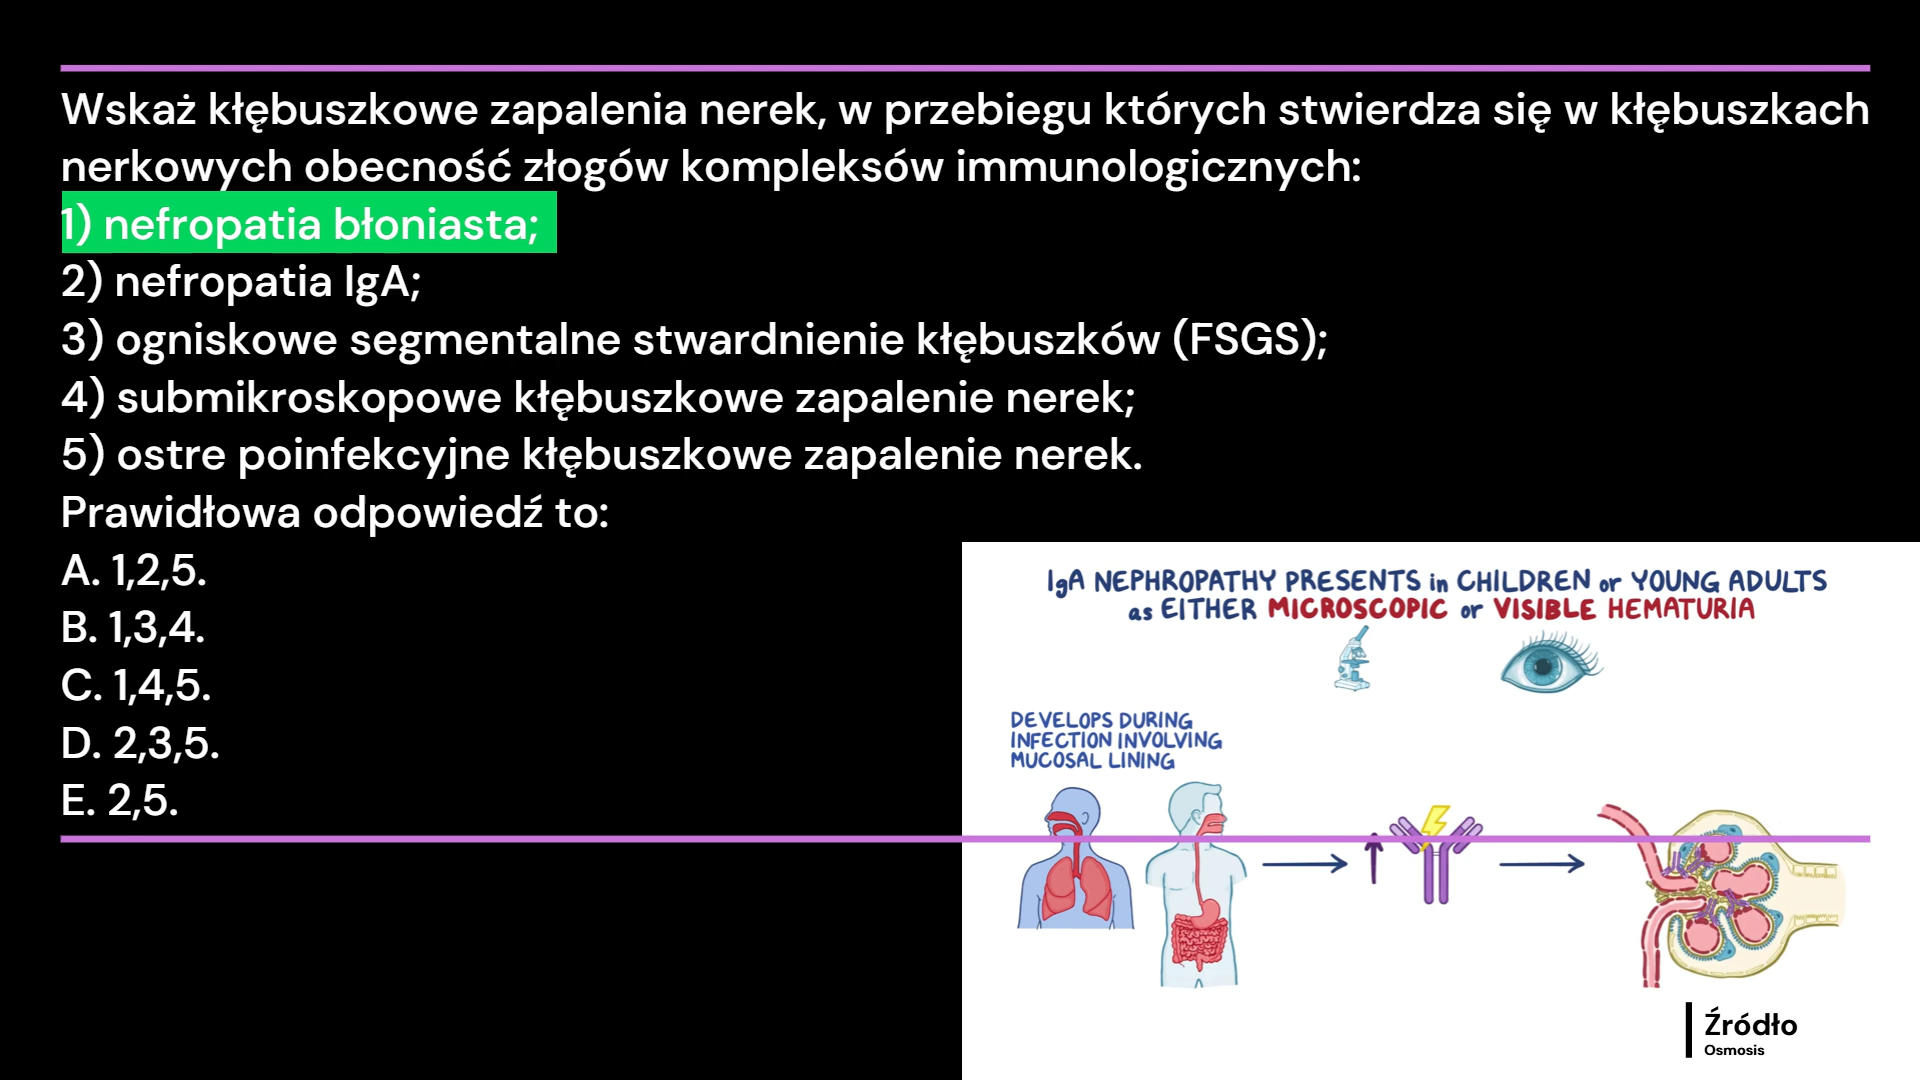 Wskaż kłębuszkowe zapalenia nerek, w przebiegu których stwierdza się w kłębuszkach
nerkowych obecność złogów kompleksów immunologicznych:
1) nefropatia błoniasta;
2) nefropatia IgA;
3) ogniskowe segmentalne stwardnienie kłębuszków (FSGS);
4) submikroskopowe kłębuszkowe zapalenie nerek;
5) ostre poinfekcyjne kłębuszkowe zapalenie nerek.
Prawidłowa odpowiedź to:
A. 1,2,5.
B. 1,3,4.
C. 1,4,5.
D. 2,3,5.
E. 2,5.
IgA NEPHROPATHY PRESENTS in CHILDREN or YOUNG ADULTS
as EITHER MICROSCOPIC or VISIBLE HEMATURIA
DEVELOPS DURING
INFECTION INVOLVING
MUCOSAL LINING
Źródło
Osmosis